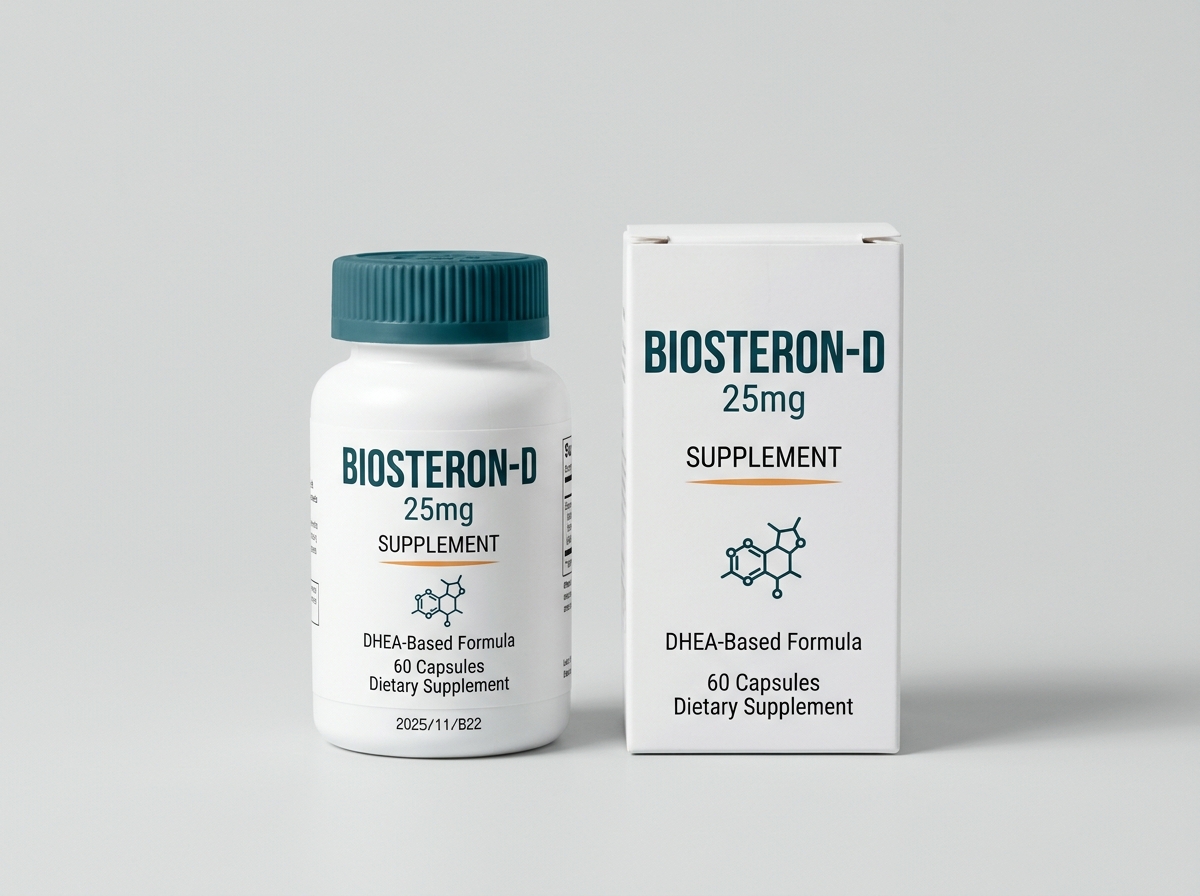 BIOSTERON-D
25mg
SUPPLEMENT
DHEA-Based Formula
60 Capsules
Dietary Supplement
2025/11/B22
BIOSTERON-D
25mg
SUPPLEMENT
DHEA-Based Formula
60 Capsules
Dietary Supplement